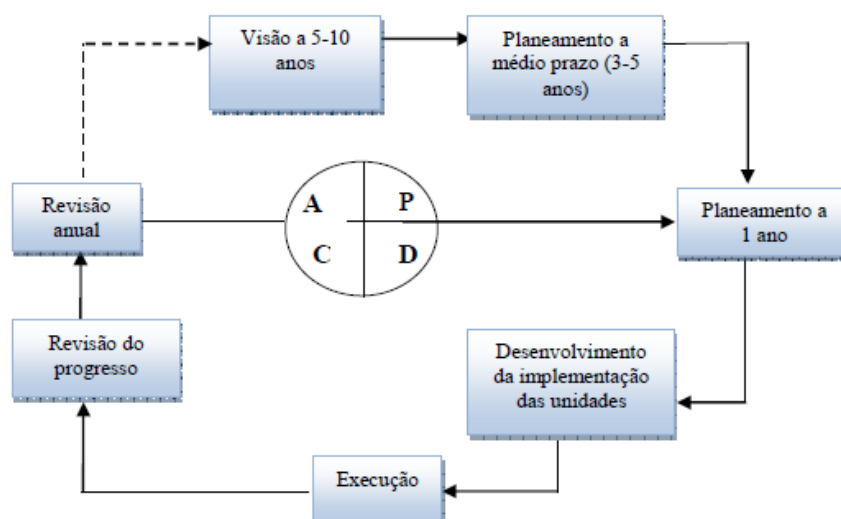 Visão a 5-10
anos
Planeamento a
médio prazo (3-5
anos)
Revisão
anual
A
P
C
D
Planeamento a
1 ano
Revisão do
progresso
Desenvolvimento
da implementação
das unidades
Execução